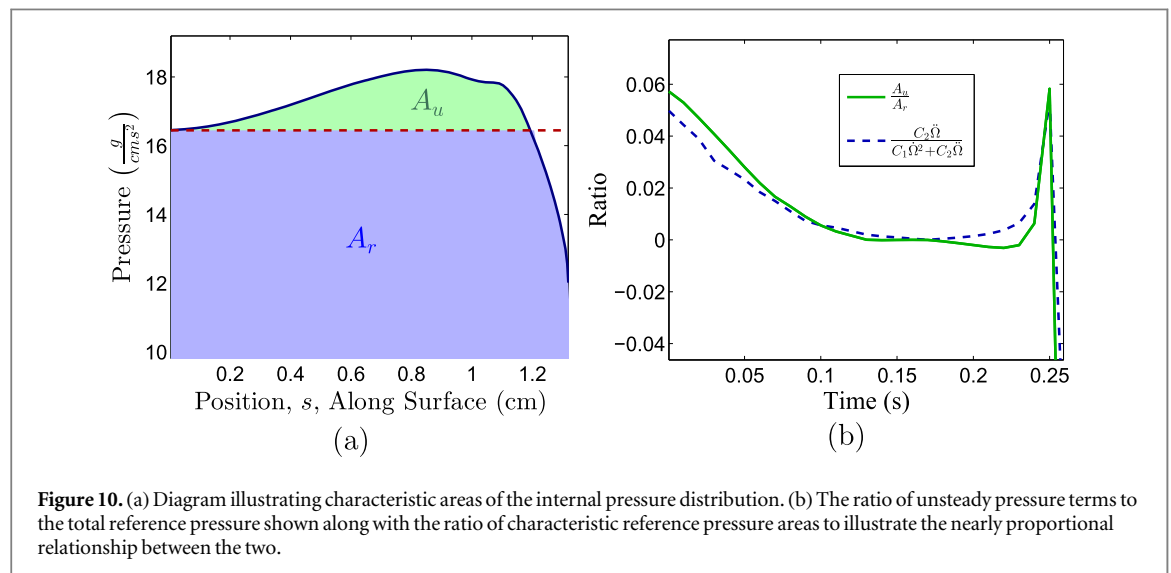 18
16
14
12
10
Pressure (g/cms²)
A_u
A_r
0.2 0.4 0.6 0.8 1 1.2
Position, s, Along Surface (cm)
(a)
0.06
0.04
0.02
0
−0.02
−0.04
Ratio
A_u/A_r
C_2Ω̈/(C_1Ω̇²+C_2Ω̈)
0.05 0.1 0.15 0.2 0.25
Time (s)
(b)
Figure 10. (a) Diagram illustrating characteristic areas of the internal pressure distribution. (b) The ratio of unsteady pressure terms to
the total reference pressure shown along with the ratio of characteristic reference pressure areas to illustrate the nearly proportional
relationship between the two.